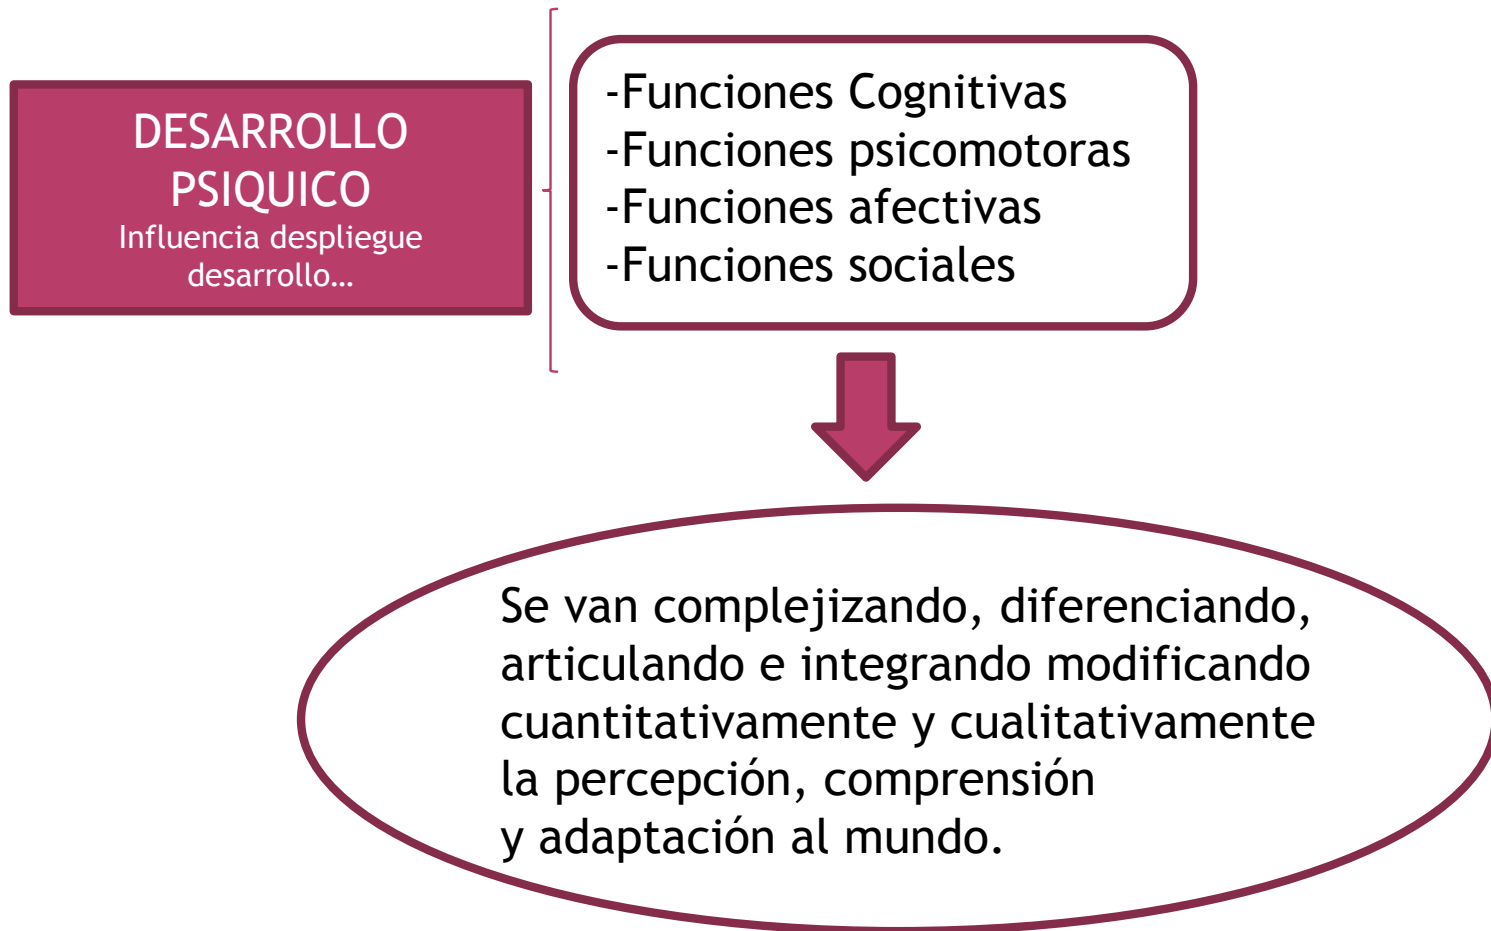 DESARROLLO
PSIQUICO
Influencia despliegue
desarrollo…
-Funciones Cognitivas
-Funciones psicomotoras
-Funciones afectivas
-Funciones sociales
Se van complejizando, diferenciando,
articulando e integrando modificando
cuantitativamente y cualitativamente
la percepción, comprensión
y adaptación al mundo.